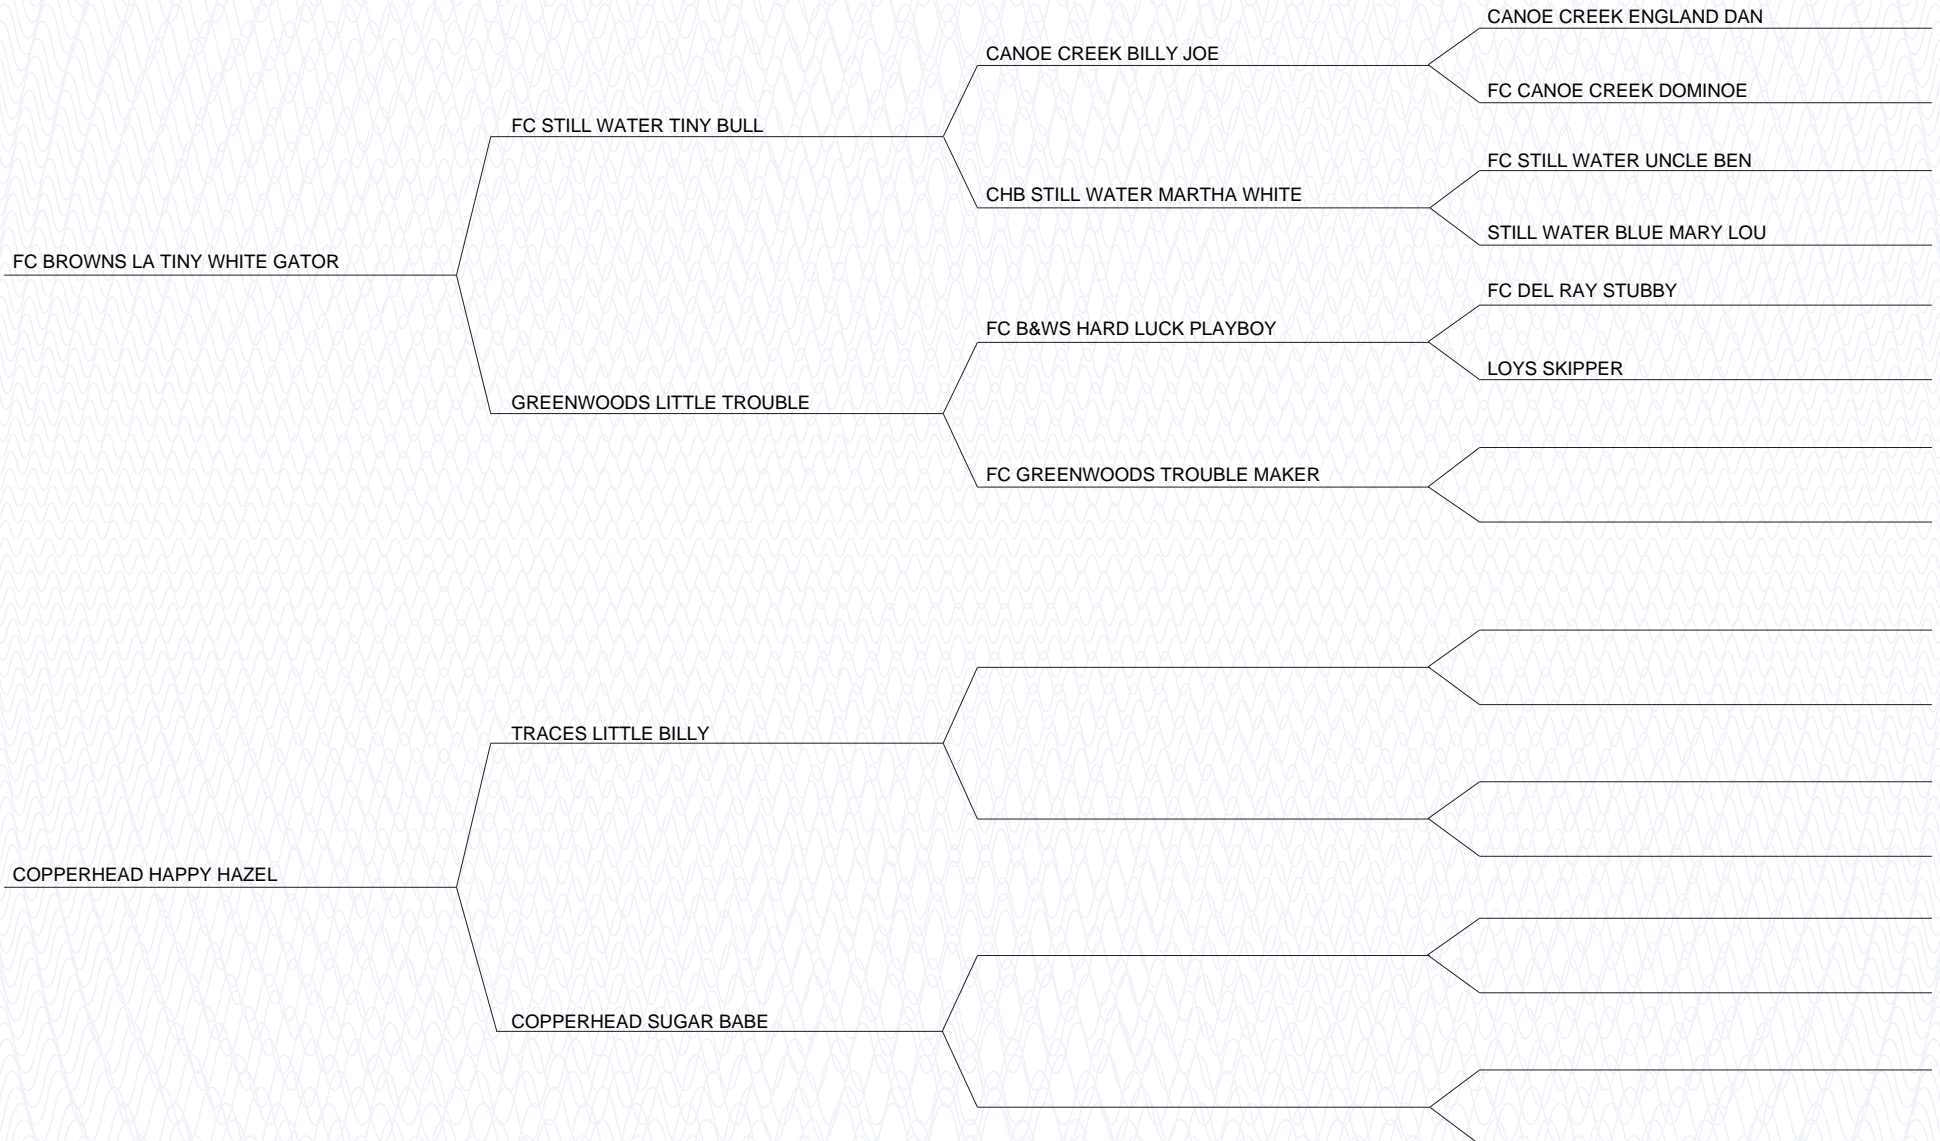 CANOE CREEK ENGLAND DAN
CANOE CREEK BILLY JOE
FC CANOE CREEK DOMINOE
FC STILL WATER TINY BULL
FC STILL WATER UNCLE BEN
CHB STILL WATER MARTHA WHITE
STILL WATER BLUE MARY LOU
FC BROWNS LA TINY WHITE GATOR
FC DEL RAY STUBBY
FC B&WS HARD LUCK PLAYBOY
LOYS SKIPPER
GREENWOODS LITTLE TROUBLE
FC GREENWOODS TROUBLE MAKER
TRACES LITTLE BILLY
COPPERHEAD HAPPY HAZEL
COPPERHEAD SUGAR BABE